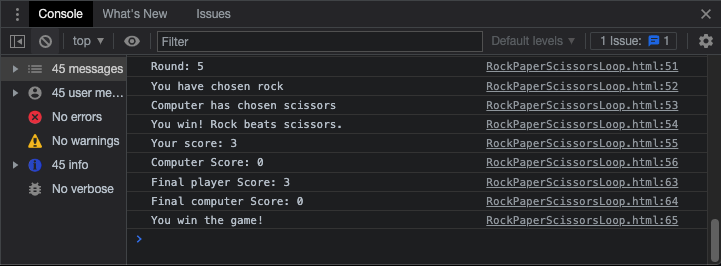 Console What's New Issues
top Filter Default levels 1 Issue: 1
45 messages
45 user me...
No errors
No warnings
45 info
No verbose
Round: 5 RockPaperScissorsLoop.html:51
You have chosen rock RockPaperScissorsLoop.html:52
Computer has chosen scissors RockPaperScissorsLoop.html:53
You win! Rock beats scissors. RockPaperScissorsLoop.html:54
Your score: 3 RockPaperScissorsLoop.html:55
Computer Score: 0 RockPaperScissorsLoop.html:56
Final player Score: 3 RockPaperScissorsLoop.html:63
Final computer Score: 0 RockPaperScissorsLoop.html:64
You win the game! RockPaperScissorsLoop.html:65